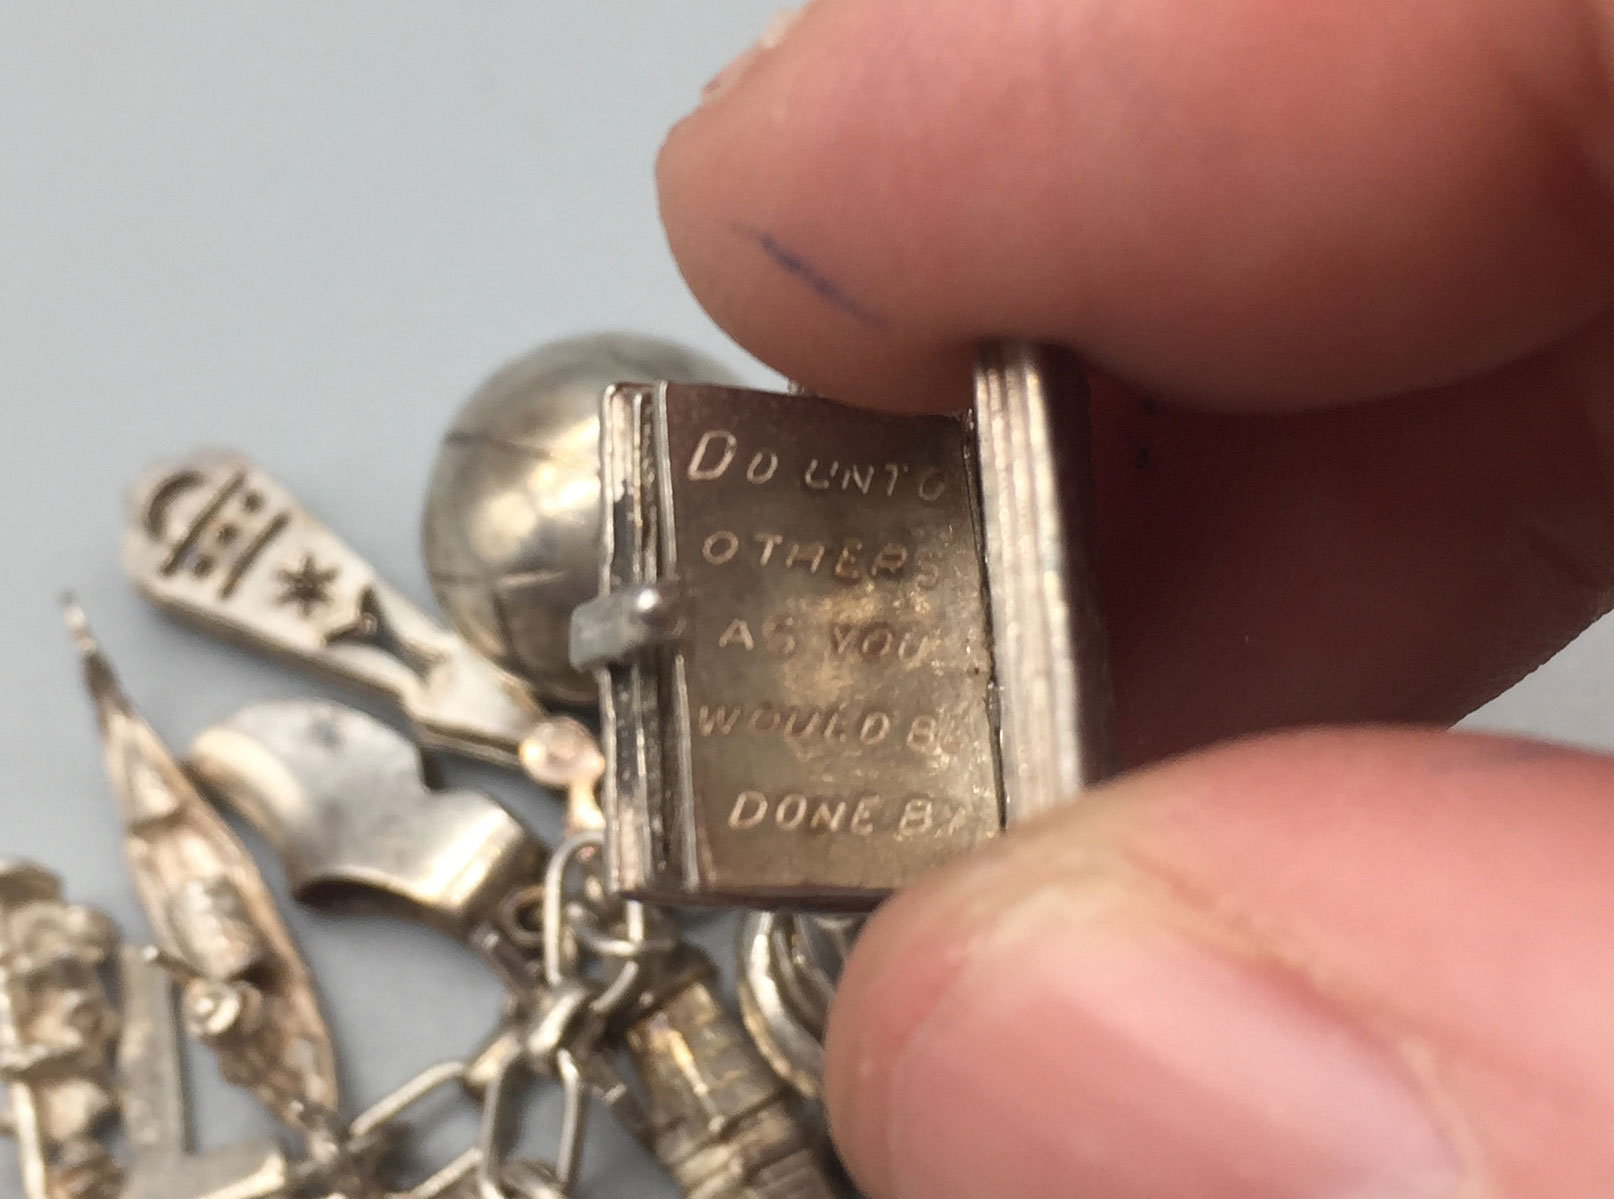 DO UNTO
OTHERS
AS YOU
WOULD BE
DONE BY